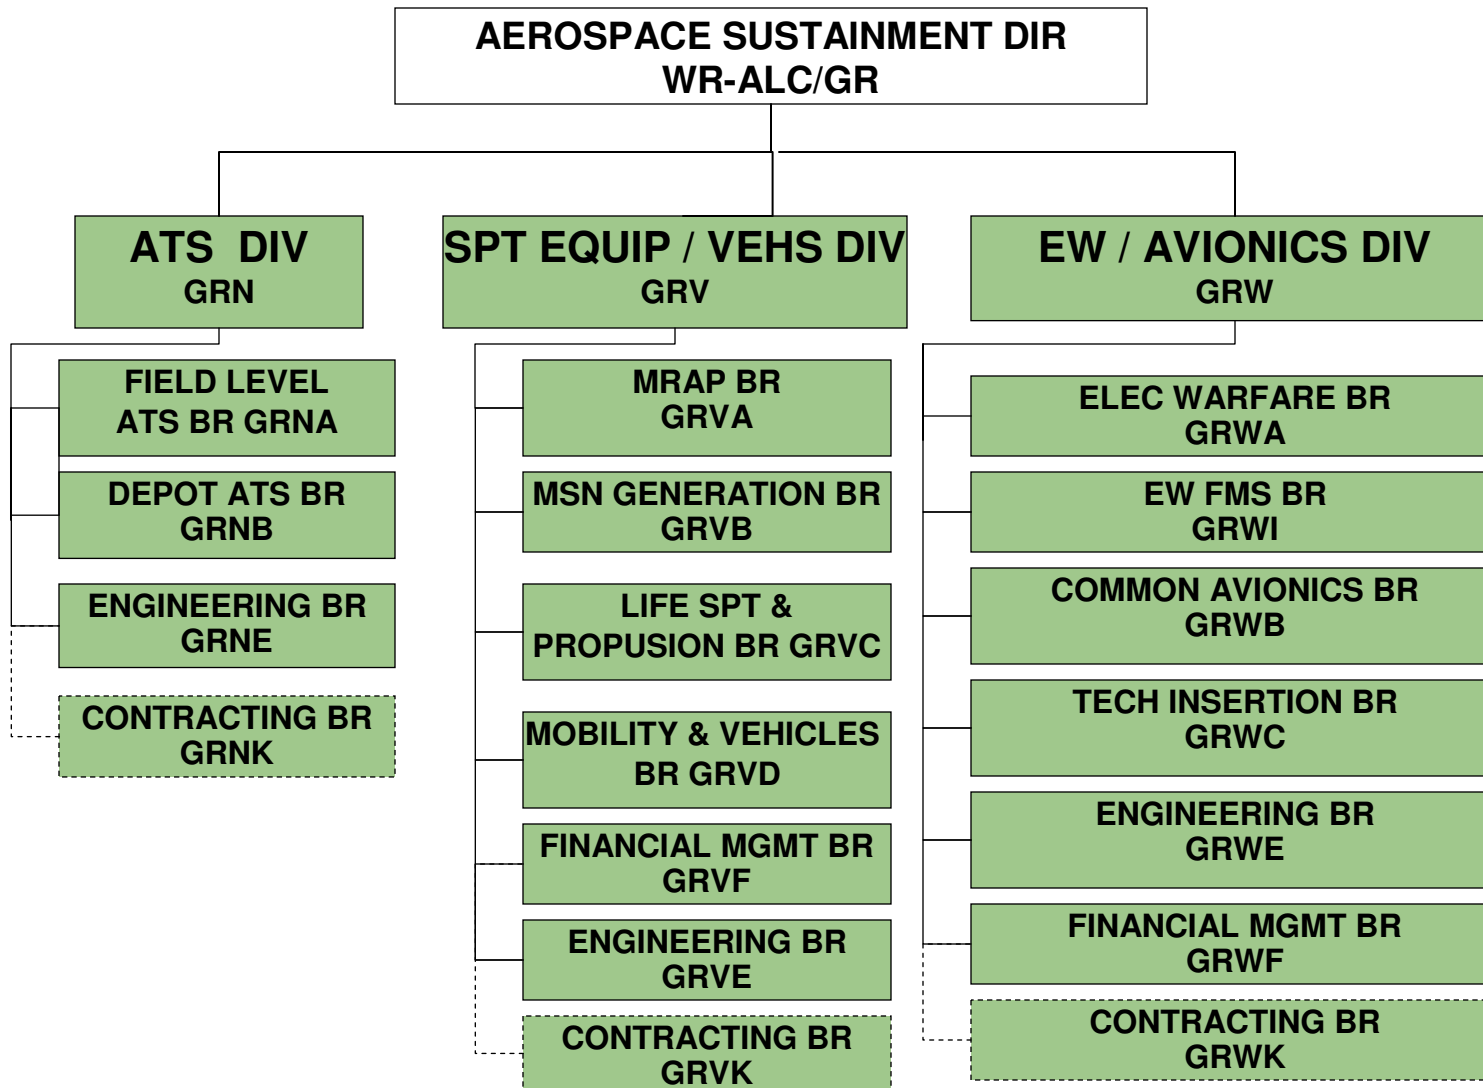 AEROSPACE SUSTAINMENT DIR
WR-ALC/GR
ATS DIV
GRN
FIELD LEVEL
ATS BR GRNA
DEPOT ATS BR
GRNB
ENGINEERING BR
GRNE
CONTRACTING BR
GRNK
SPT EQUIP / VEHS DIV
GRV
MRAP BR
GRVA
MSN GENERATION BR
GRVB
LIFE SPT &
PROPUSION BR GRVC
MOBILITY & VEHICLES
BR GRVD
FINANCIAL MGMT BR
GRVF
ENGINEERING BR
GRVE
CONTRACTING BR
GRVK
EW / AVIONICS DIV
GRW
ELEC WARFARE BR
GRWA
EW FMS BR
GRWI
COMMON AVIONICS BR
GRWB
TECH INSERTION BR
GRWC
ENGINEERING BR
GRWE
FINANCIAL MGMT BR
GRWF
CONTRACTING BR
GRWK